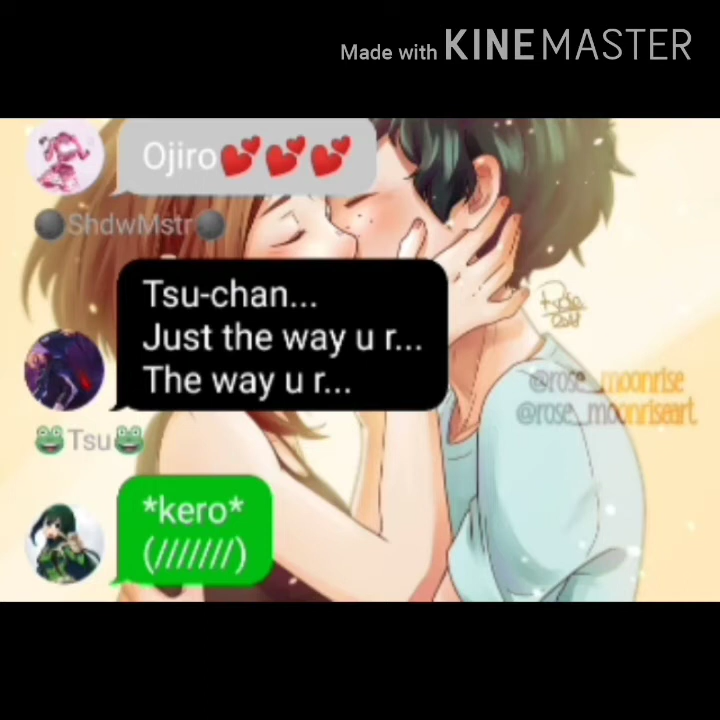 Made with KINEMASTER
Ojiro💕💕💕
⚫ShdwMstr⚫
Tsu-chan...
Just the way u r...
The way u r...
@rose_moonrise
@rose_moonriseart
🐸Tsu🐸
*kero*
(///////)